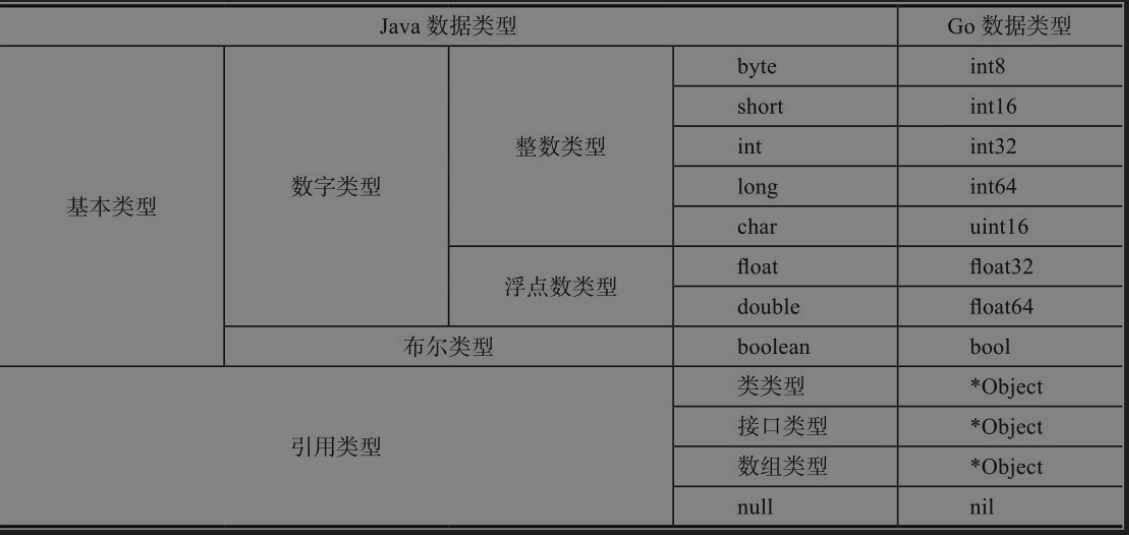 Java 数据类型 Go 数据类型
基本类型 数字类型 整数类型 byte int8
short int16
int int32
long int64
char uint16
浮点数类型 float float32
double float64
布尔类型 boolean bool
引用类型 类类型 *Object
接口类型 *Object
数组类型 *Object
null nil